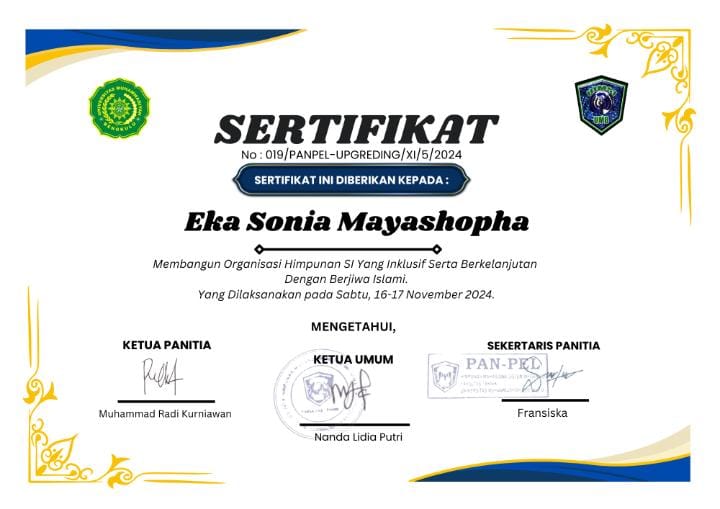 SERTIFIKAT
No : 019/PANPEL-UPGREDING/XI/5/2024
SERTIFIKAT INI DIBERIKAN KEPADA :
Eka Sonia Mayashopha
Membangun Organisasi Himpunan SI Yang Inklusif Serta Berkelanjutan
Dengan Berjiwa Islami.
Yang Dilaksanakan pada Sabtu, 16-17 November 2024.
MENGETAHUI,
KETUA PANITIA
KETUA UMUM
SEKERTARIS PANITIA
PAN-PEL
Muhammad Radi Kurniawan
Nanda Lidia Putri
Fransiska